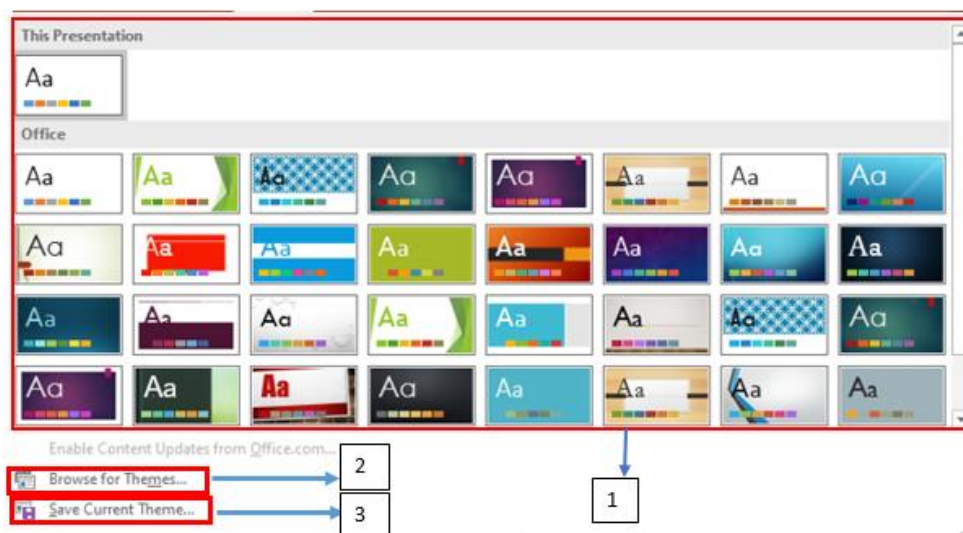 This Presentation
Aa
Office
Aa Aa Aa Aa Aa Aa Aa Aa
Aa Aa Aa Aa Aa Aa Aa Aa
Aa Aa Aa Aa Aa Aa Aa Aa
Aa Aa Aa Aa Aa Aa Aa Aa
Enable Content Updates from Office.com...
2
Browse for Themes...
1
Save Current Theme...
3